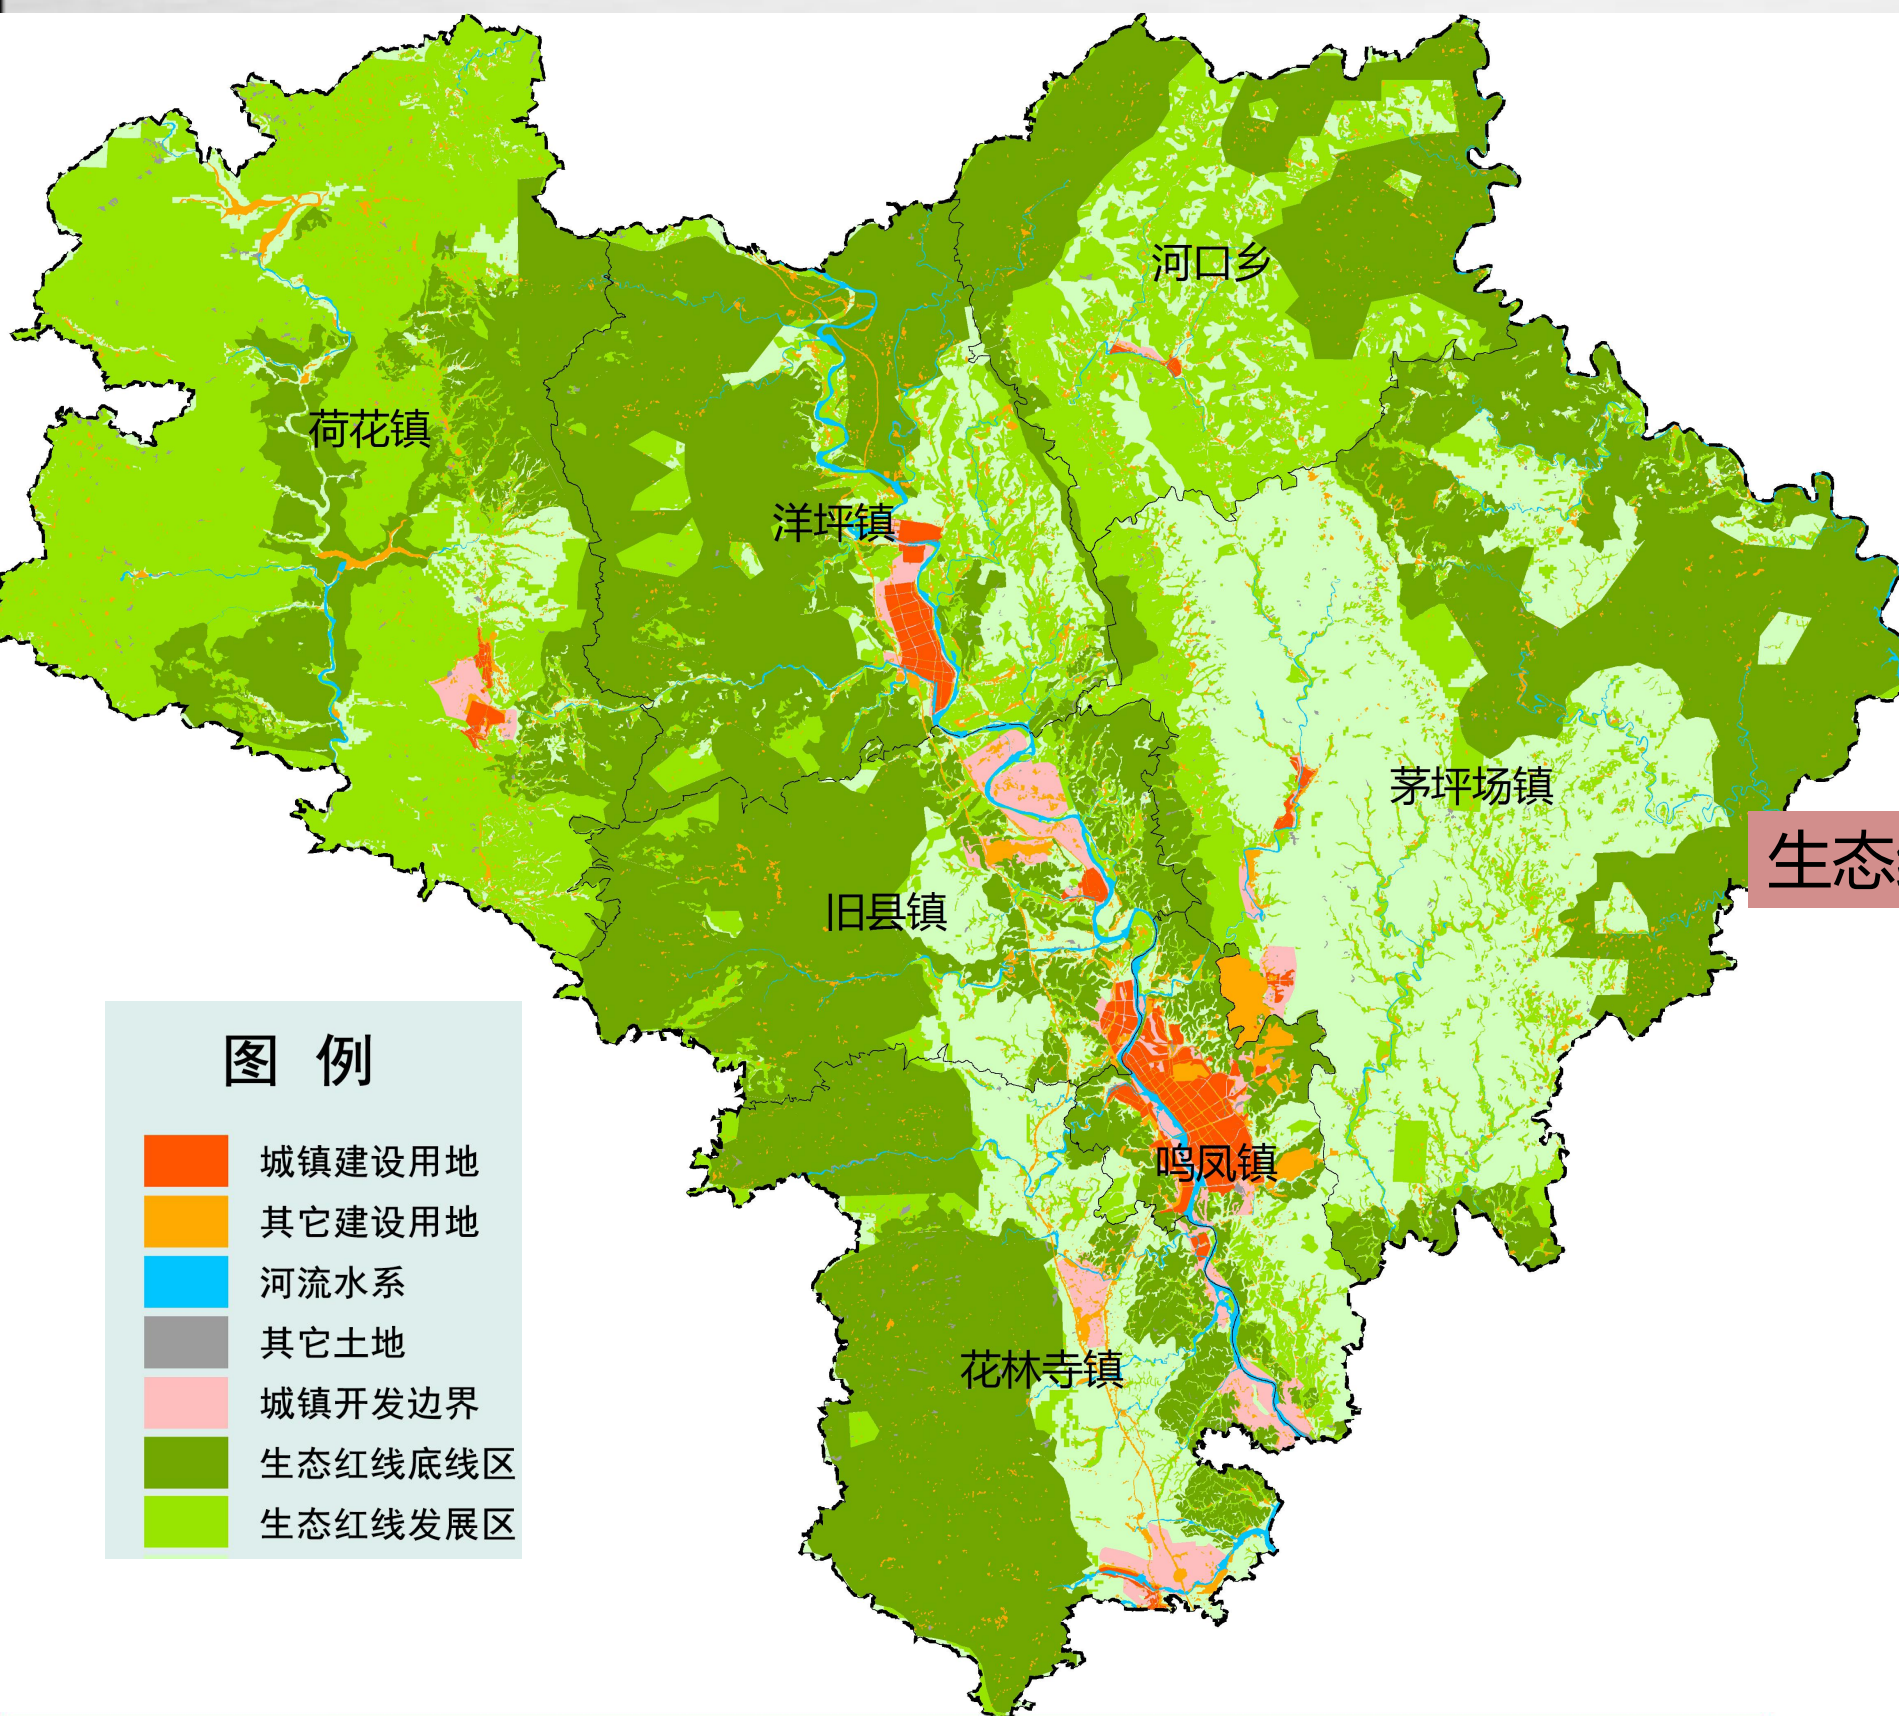 河口乡
荷花镇
洋坪镇
茅坪场镇
生态
旧县镇
鸣凤镇
花林寺镇
图 例
城镇建设用地
其它建设用地
河流水系
其它土地
城镇开发边界
生态红线底线区
生态红线发展区